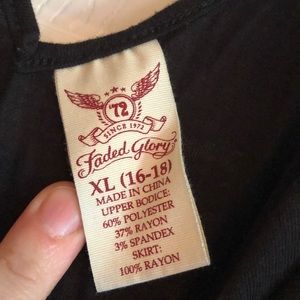 '72
SINCE 1972
Faded Glory
XL (16-18)
MADE IN CHINA
UPPER BODICE:
60% POLYESTER
37% RAYON
3% SPANDEX
SKIRT:
100% RAYON